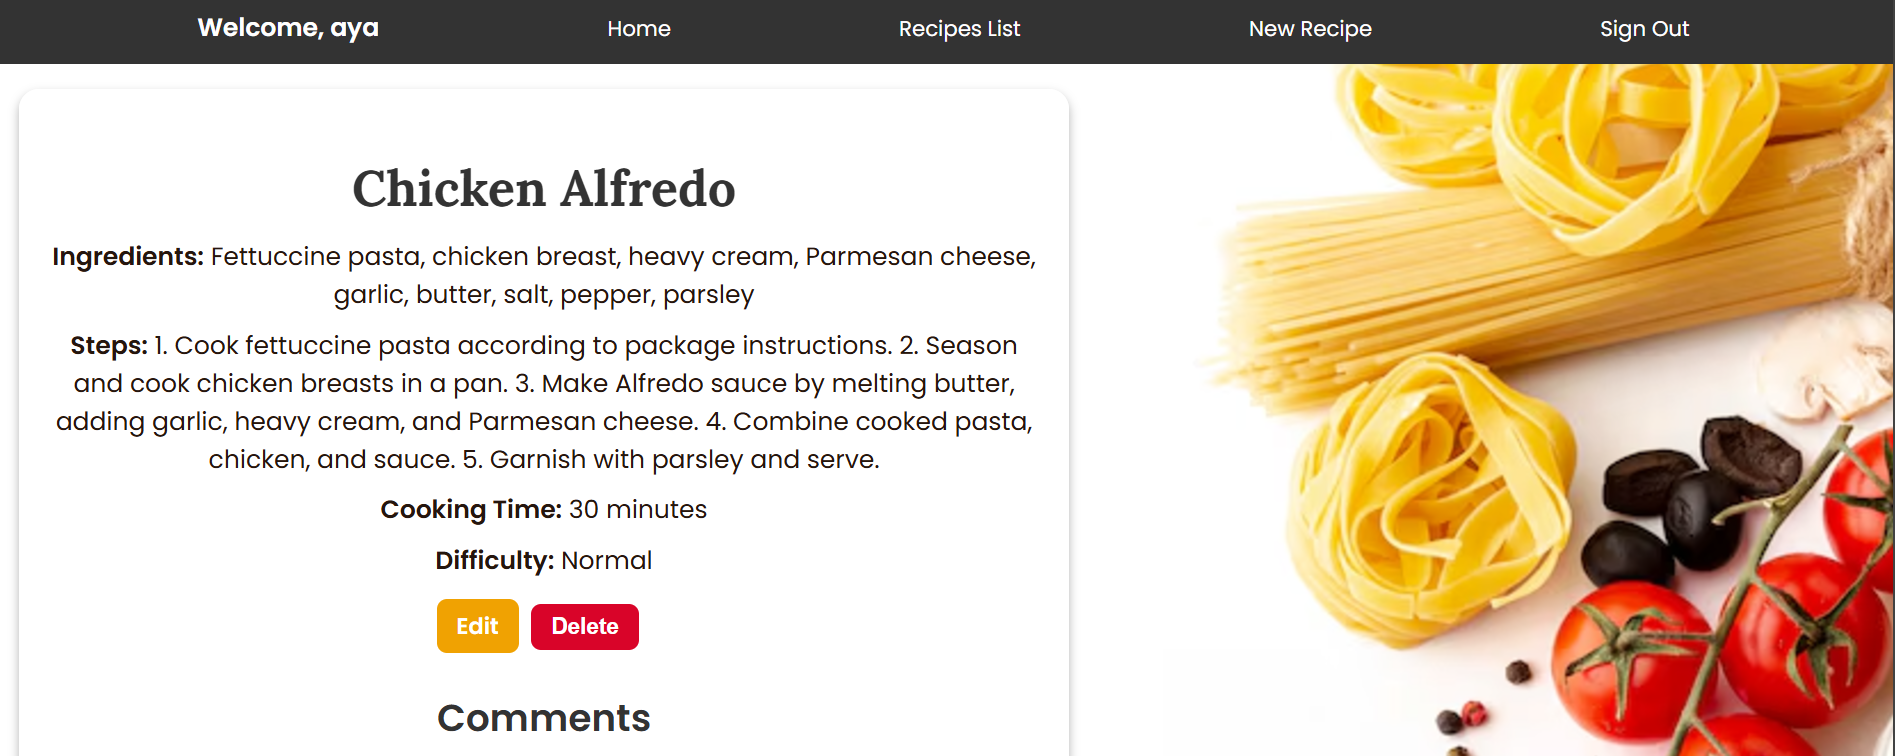 Welcome, aya
Home
Recipes List
New Recipe
Sign Out
Chicken Alfredo
Ingredients: Fettuccine pasta, chicken breast, heavy cream, Parmesan cheese,
garlic, butter, salt, pepper, parsley
Steps: 1. Cook fettuccine pasta according to package instructions. 2. Season
and cook chicken breasts in a pan. 3. Make Alfredo sauce by melting butter,
adding garlic, heavy cream, and Parmesan cheese. 4. Combine cooked pasta,
chicken, and sauce. 5. Garnish with parsley and serve.
Cooking Time: 30 minutes
Difficulty: Normal
Edit
Delete
Comments